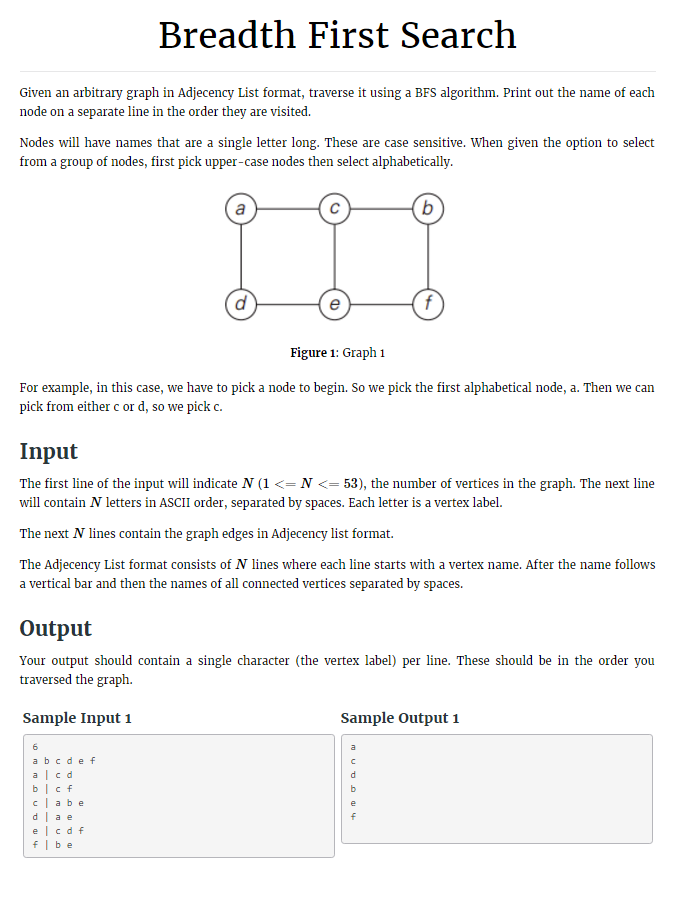 Breadth First Search
Given an arbitrary graph in Adjecency List format, traverse it using a BFS algorithm. Print out the name of each
node on a separate line in the order they are visited.
Nodes will have names that are a single letter long. These are case sensitive. When given the option to select
from a group of nodes, first pick upper-case nodes then select alphabetically.
a c b
d e f
Figure 1: Graph 1
For example, in this case, we have to pick a node to begin. So we pick the first alphabetical node, a. Then we can
pick from either c or d, so we pick c.
Input
The first line of the input will indicate N (1 <= N <= 53), the number of vertices in the graph. The next line
will contain N letters in ASCII order, separated by spaces. Each letter is a vertex label.
The next N lines contain the graph edges in Adjecency list format.
The Adjecency List format consists of N lines where each line starts with a vertex name. After the name follows
a vertical bar and then the names of all connected vertices separated by spaces.
Output
Your output should contain a single character (the vertex label) per line. These should be in the order you
traversed the graph.
Sample Input 1
6
a b c d e f
a | c d
b | c f
c | a b e
d | a e
e | c d f
f | b e
Sample Output 1
a
c
d
b
e
f